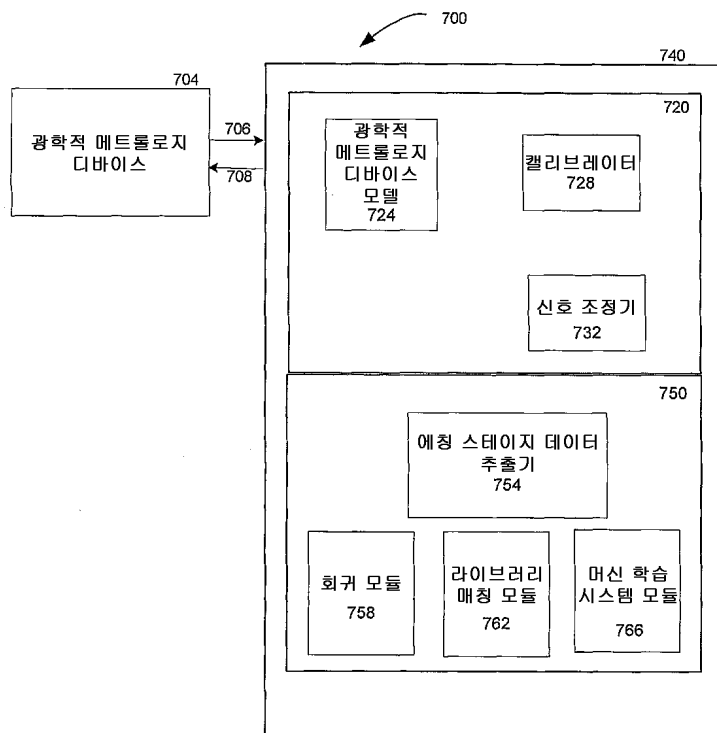 700
740
704
광학적 메트롤로지
디바이스
706
708
720
광학적
메트롤로지
디바이스
모델
724
캘리브레이터
728
신호 조정기
732
750
에칭 스테이지 데이터
추출기
754
회귀 모듈
758
라이브러리
매칭 모듈
762
머신 학습
시스템 모듈
766